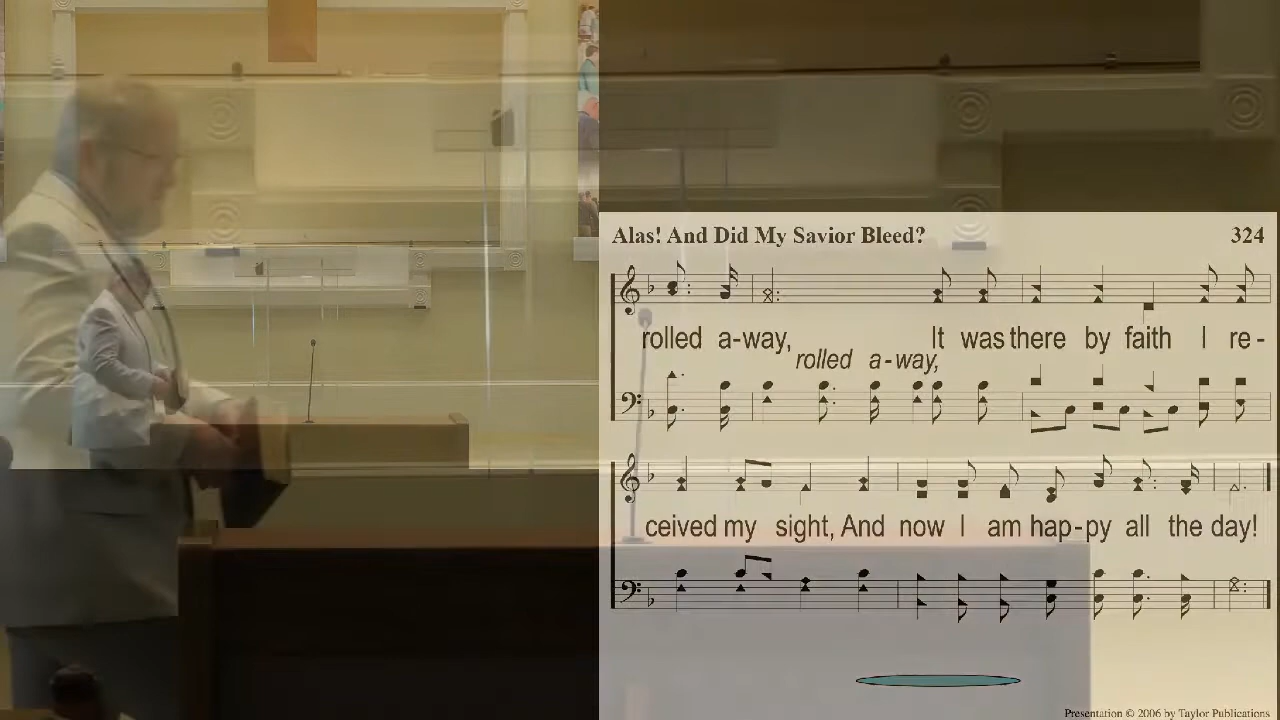 Alas! And Did My Savior Bleed? 324
rolled a-way, It was there by faith I re-
rolled a-way,
ceived my sight, And now I am hap-py all the day!
Presentation © 2006 by Taylor Publications